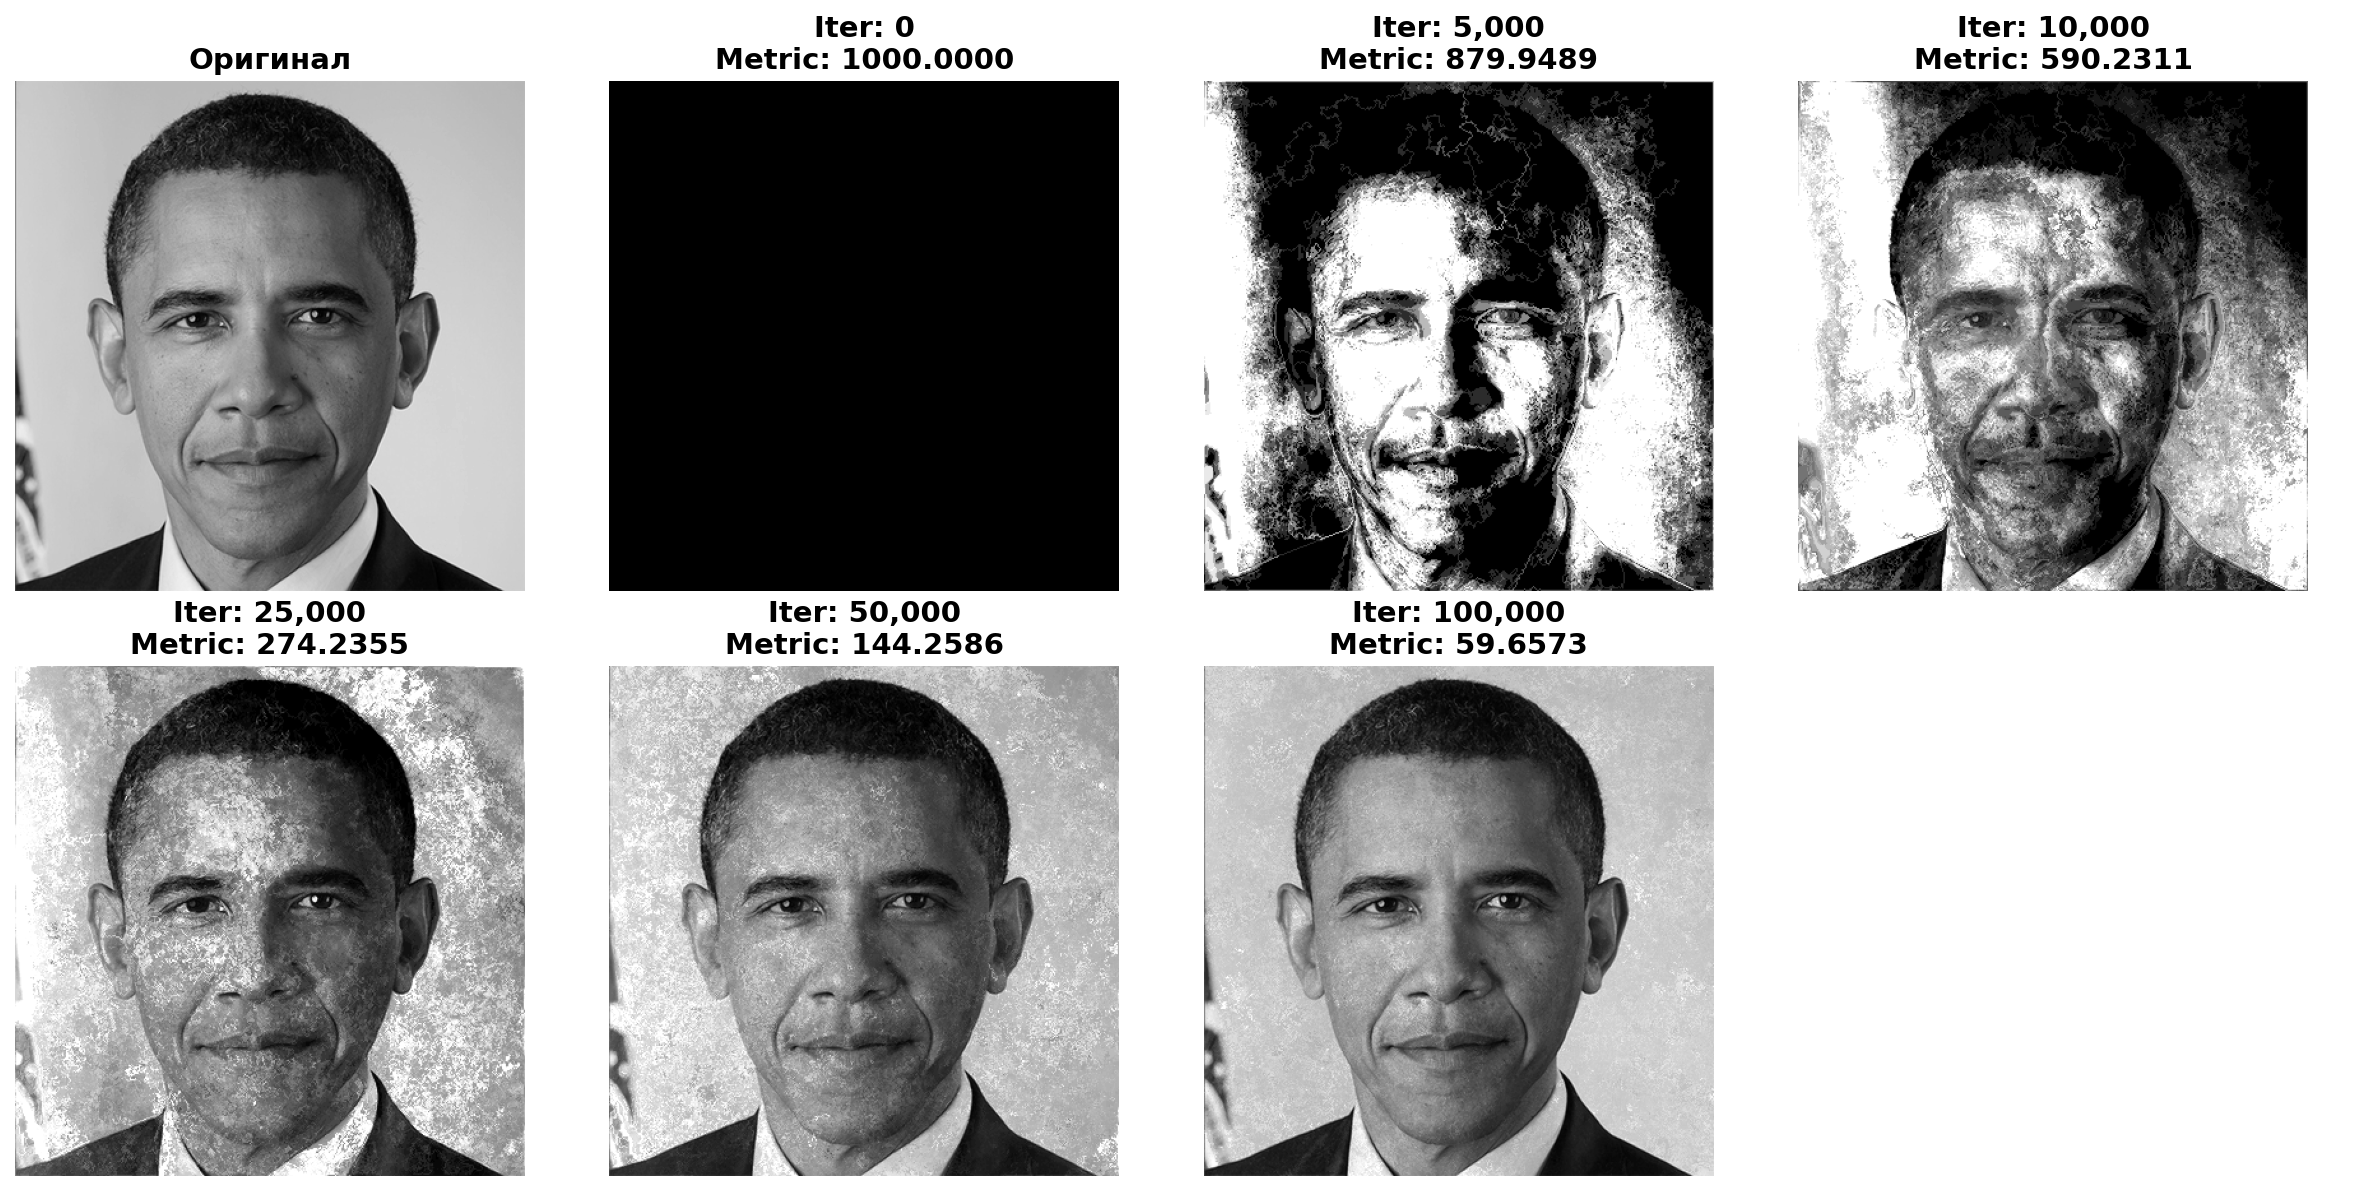 Оригинал
Iter: 0
Metric: 1000.0000
Iter: 5,000
Metric: 879.9489
Iter: 10,000
Metric: 590.2311
Iter: 25,000
Metric: 274.2355
Iter: 50,000
Metric: 144.2586
Iter: 100,000
Metric: 59.6573